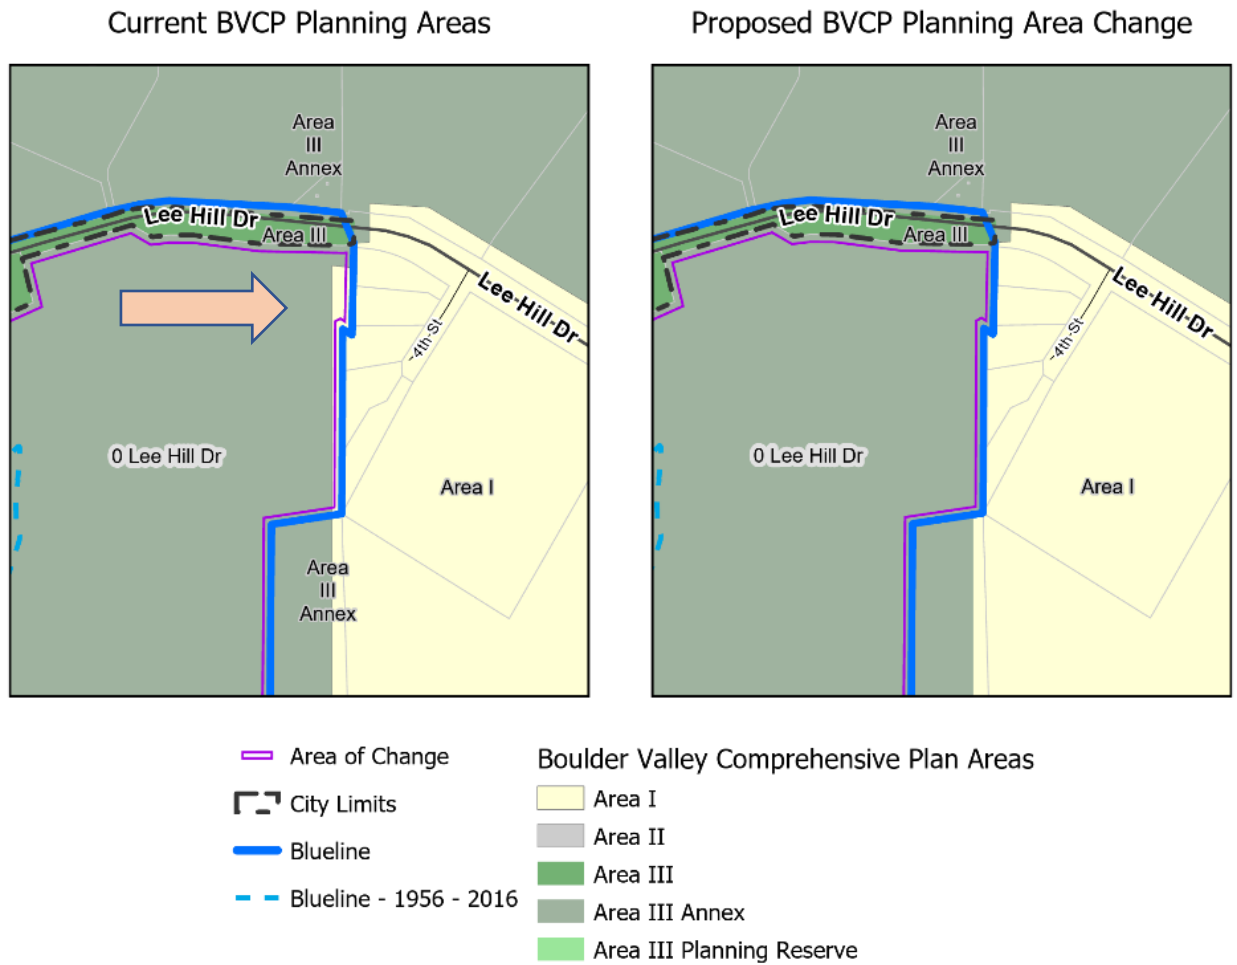 Current BVCP Planning Areas
Proposed BVCP Planning Area Change
Area
III
Annex
Lee Hill Dr
Area III
Lee Hill Dr
4th St
0 Lee Hill Dr
Area I
Area
III
Annex
Area
III
Annex
Lee Hill Dr
Area III
Lee Hill Dr
4th St
0 Lee Hill Dr
Area I
Area of Change
City Limits
Blueline
Blueline - 1956 - 2016
Boulder Valley Comprehensive Plan Areas
Area I
Area II
Area III
Area III Annex
Area III Planning Reserve